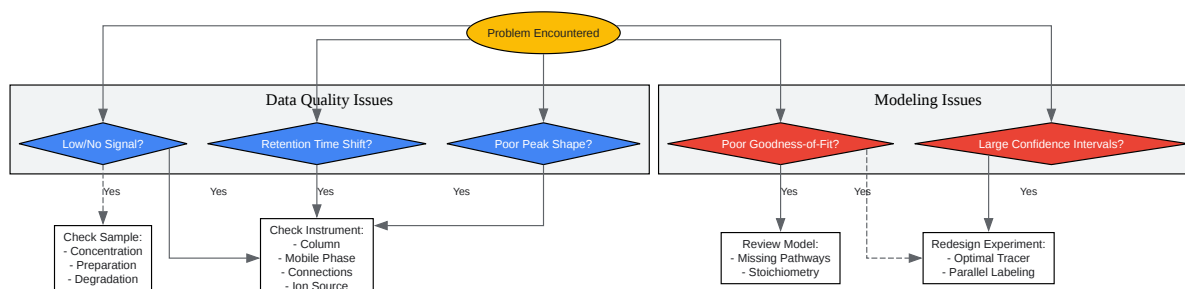 Problem Encountered
Data Quality Issues
Modeling Issues
Low/No Signal?
Retention Time Shift?
Poor Peak Shape?
Poor Goodness-of-Fit?
Large Confidence Intervals?
Yes
Yes
Yes
Yes
Yes
Yes
Yes
Check Sample:
- Concentration
- Preparation
- Degradation
Check Instrument:
- Column
- Mobile Phase
- Connections
- Ion Source
Review Model:
- Missing Pathways
- Stoichiometry
Redesign Experiment:
- Optimal Tracer
- Parallel Labeling